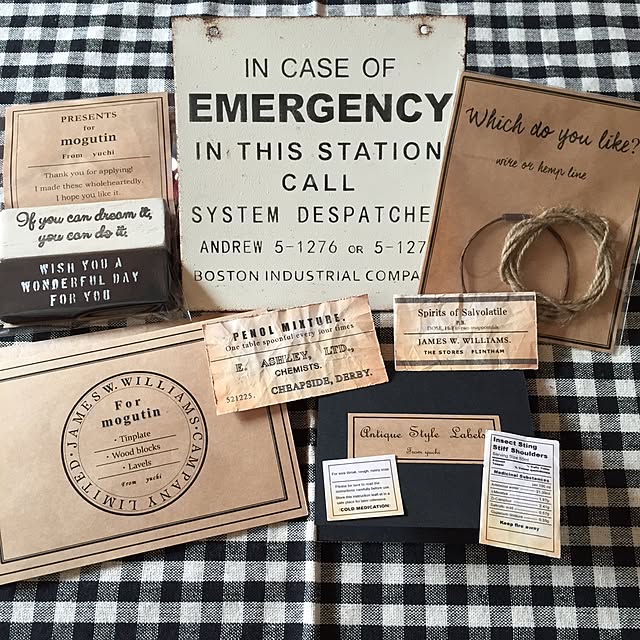 PRESENTS
for
mogutin
From yuchi
Thank you for applying!
I made these wholeheartedly.
I hope you like it.
If you can dream it,
you can do it.
WISH YOU A
WONDERFUL DAY
FOR YOU
IN CASE OF
EMERGENCY
IN THIS STATION
CALL
SYSTEM DESPATCHE
ANDREW 5-1276 OR 5-127
BOSTON INDUSTRIAL COMPA
Which do you like?
wire or hemp line
PENOL MIXTURE.
One table spoonful every four times
E. ASHLEY, LTD.,
CHEMISTS.
521225. CHEAPSIDE, DERBY.
Spirits of Salvolatile
JAMES W. WILLIAMS.
THE STORES FLINTHAM
JAMES W. WILLIAMS COMPANY LIMITED
For
mogutin
・Tinplate
・Wood blocks
・Lavels
From yuchi
Antique Style Labels
From yuchi
COLD MEDICATION
Insect Sting
Stiff Shoulders
Medicinal Substances
Keep fire away